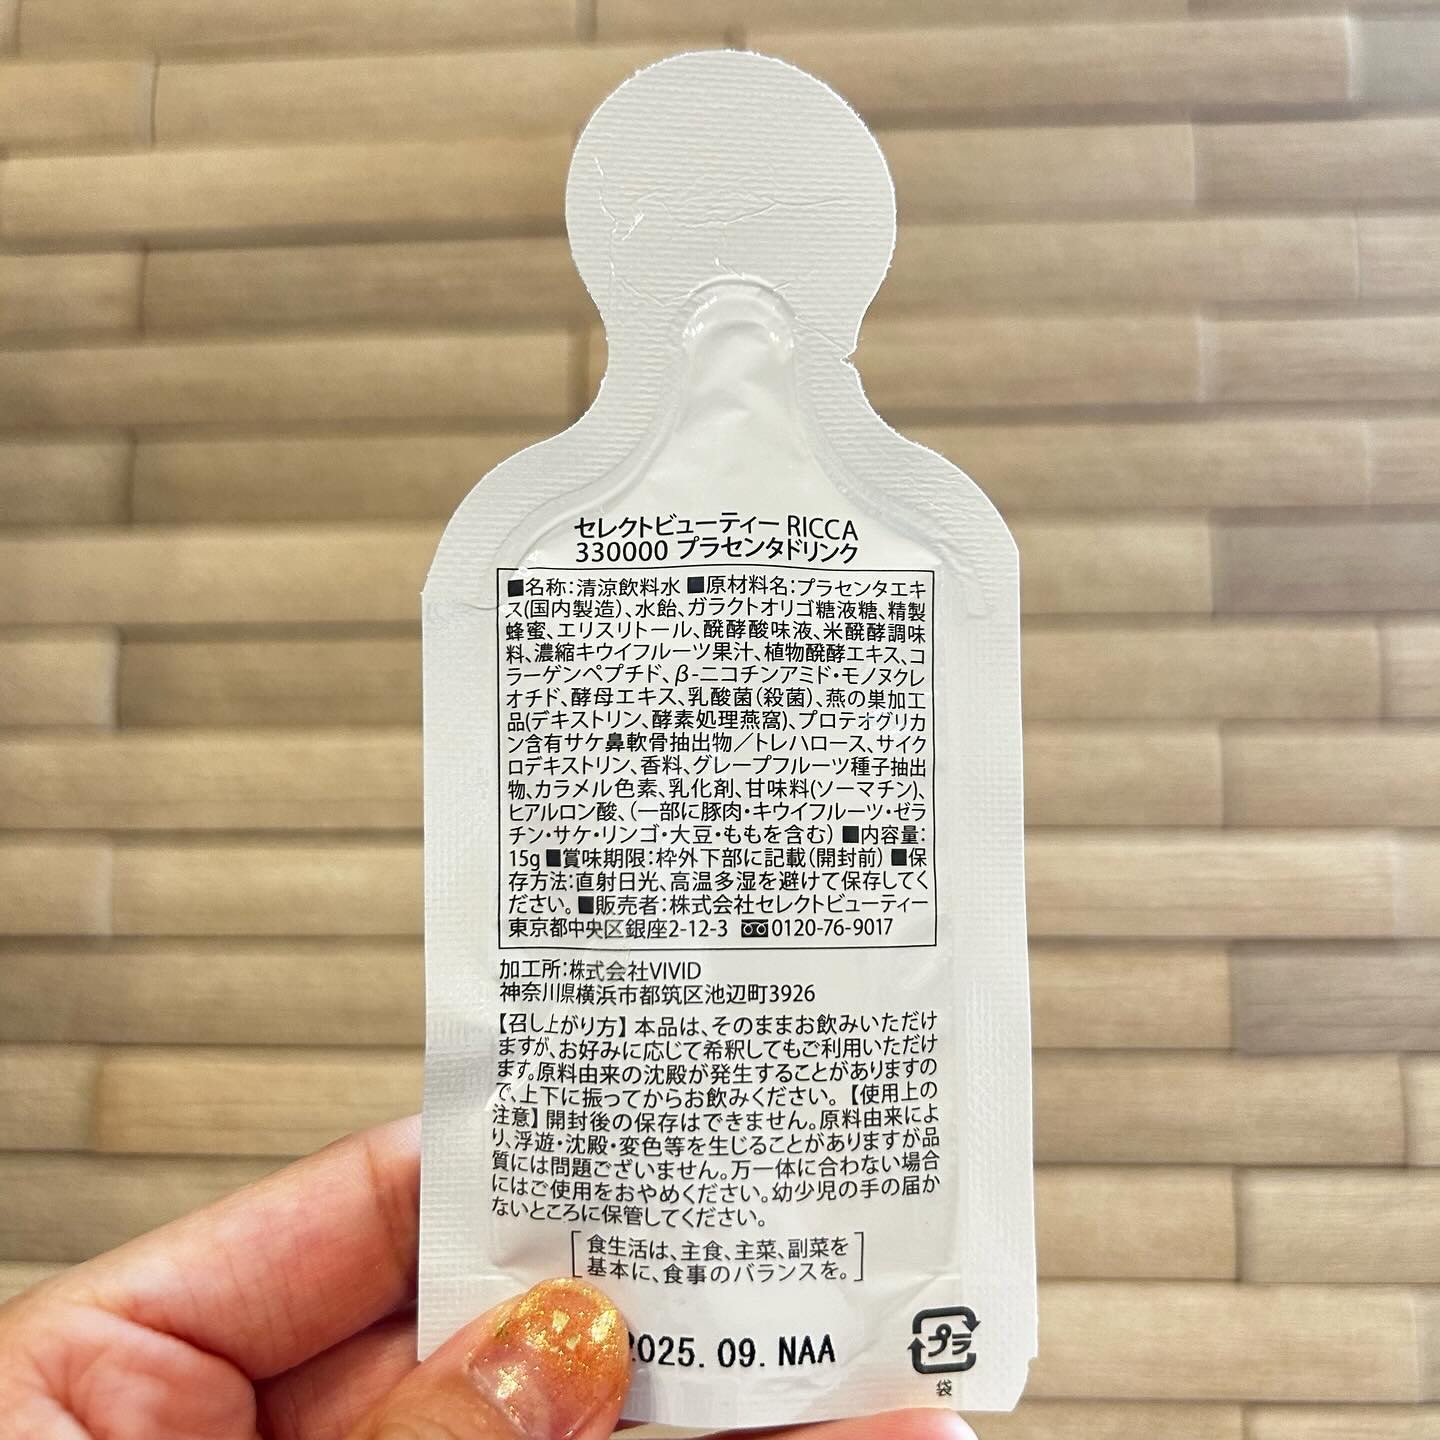 セレクトビューティー RICCA
330000 プラセンタドリンク
■名称:清涼飲料水 ■原材料名:プラセンタエキ
ス(国内製造)、水飴、ガラクトオリゴ糖液糖、精製
蜂蜜、エリスリトール、醗酵酸味液、米醗酵調味
料、濃縮キウイフルーツ果汁、植物醗酵エキス、コ
ラーゲンペプチド、β-ニコチンアミド・モノヌクレ
オチド、酵母エキス、乳酸菌(殺菌)、燕の巣加工
品(デキストリン、酵素処理燕窩)、プロテオグリカ
ン含有サケ鼻軟骨抽出物／トレハロース、サイク
ロデキストリン、香料、グレープフルーツ種子抽出
物、カラメル色素、乳化剤、甘味料(ソーマチン)、
ヒアルロン酸、(一部に豚肉・キウイフルーツ・ゼラ
チン・サケ・リンゴ・大豆・ももを含む) ■内容量:
15g ■賞味期限:枠外下部に記載(開封前) ■保
存方法:直射日光、高温多湿を避けて保存してく
ださい。■販売者:株式会社セレクトビューティー
東京都中央区銀座2-12-3 0120-76-9017
加工所:株式会社VIVID
神奈川県横浜市都筑区池辺町3926
【召し上がり方】本品は、そのままお飲みいただけ
ますが、お好みに応じて希釈してもご利用いただけ
ます。原料由来の沈殿が発生することがありますの
で、上下に振ってからお飲みください。【使用上の
注意】開封後の保存はできません。原料由来によ
り、浮遊・沈殿・変色等を生じることがありますが品
質には問題ございません。万一体に合わない場合
にはご使用をおやめください。幼少児の手の届か
ないところに保管してください。
[食生活は、主食、主菜、副菜を
基本に、食事のバランスを。]
2025. 09. NAA
プラ
袋